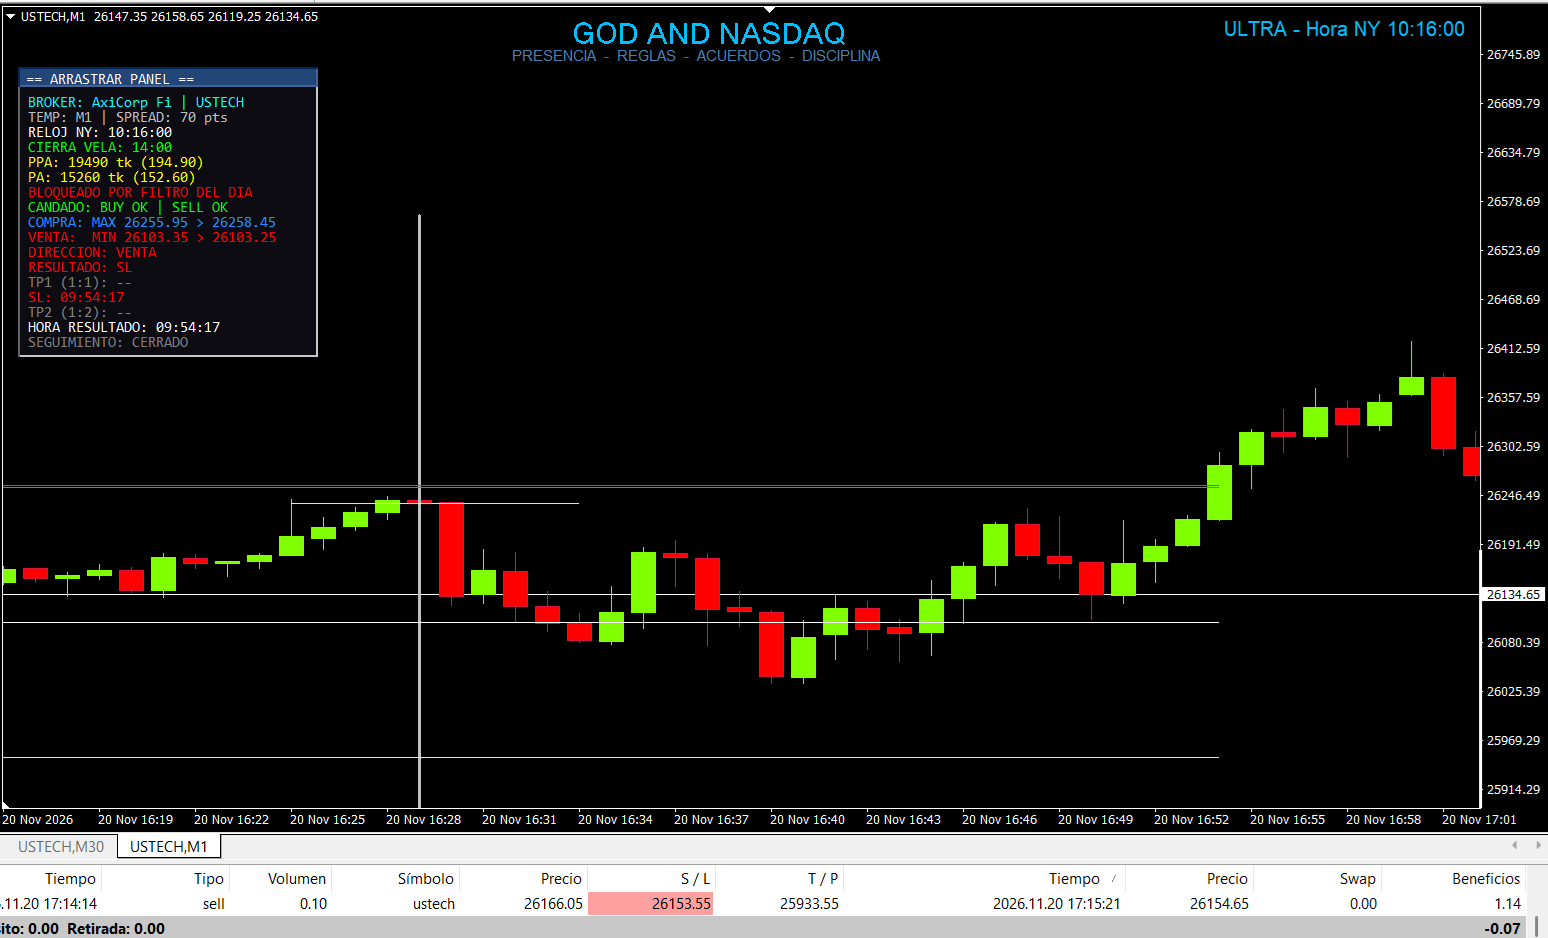 USTECH,M1 26147.35 26158.65 26119.25 26134.65
GOD AND NASDAQ
PRESENCIA - REGLAS - ACUERDOS - DISCIPLINA
ULTRA - Hora NY 10:16:00
== ARRASTRAR PANEL ==
BROKER: AxiCorp Fi | USTECH
TEMP: M1 | SPREAD: 70 pts
RELOJ NY: 10:16:00
CIERRA VELA: 14:00
PPA: 19490 tk (194.90)
PA: 15260 tk (152.60)
BLOQUEADO POR FILTRO DEL DIA
CANDADO: BUY OK | SELL OK
COMPRA: MAX 26255.95 > 26258.45
VENTA: MIN 26103.35 > 26103.25
DIRECCION: VENTA
RESULTADO: SL
TP1 (1:1): --
SL: 09:54:17
TP2 (1:2): --
HORA RESULTADO: 09:54:17
SEGUIMIENTO: CERRADO
26745.89
26689.79
26634.79
26578.69
26523.69
26468.69
26412.59
26357.59
26302.59
26246.49
26191.49
26134.65
26080.39
26025.39
25969.29
25914.29
20 Nov 2026 20 Nov 16:19 20 Nov 16:22 20 Nov 16:25 20 Nov 16:28 20 Nov 16:31 20 Nov 16:34 20 Nov 16:37 20 Nov 16:40 20 Nov 16:43 20 Nov 16:46 20 Nov 16:49 20 Nov 16:52 20 Nov 16:55 20 Nov 16:58 20 Nov 17:01
USTECH,M30 USTECH,M1
Tiempo Tipo Volumen Símbolo Precio S / L T / P Tiempo / Precio Swap Beneficios
.11.20 17:14:14 sell 0.10 ustech 26166.05 26153.55 25933.55 2026.11.20 17:15:21 26154.65 0.00 1.14
ito: 0.00 Retirada: 0.00 -0.07